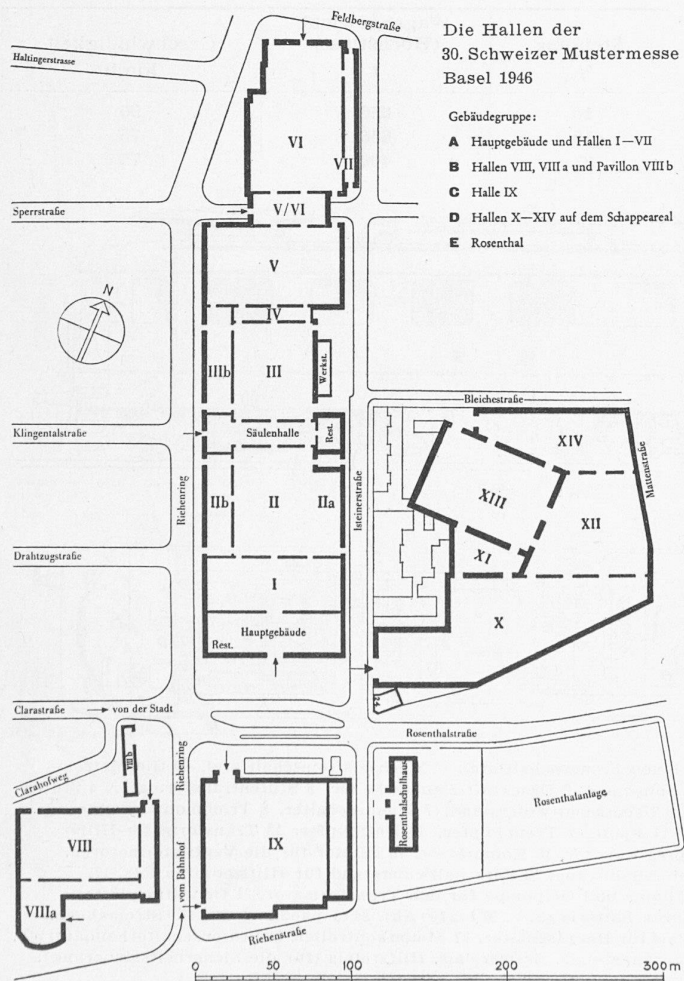 Feldbergstraße
Die Hallen der
30. Schweizer Mustermesse
Basel 1946
Haltingerstrasse
Gebäudegruppe:
A Hauptgebäude und Hallen I—VII
B Hallen VIII, VIII a und Pavillon VIII b
C Halle IX
D Hallen X—XIV auf dem Schappeareal
E Rosenthal
VI
VII
Sperrstraße
V/VI
V
N
IV
IIIb
III
Werkst.
Bleichestraße
Klingentalstraße
Säulenhalle
Rest.
XIV
Mattenstraße
Riehenring
Isteinerstraße
XIII
IIb
II
IIa
XII
Drahtzugstraße
XI
I
X
Hauptgebäude
Rest.
Clarastraße
von der Stadt
Rosenthalstraße
VIII b
Riehenring
Clarahofweg
Rosenthalschulhaus
Rosenthalanlage
VIII
IX
vom Bahnhof
VIIIa
Riehenstraße
0 50 100 200 300 m